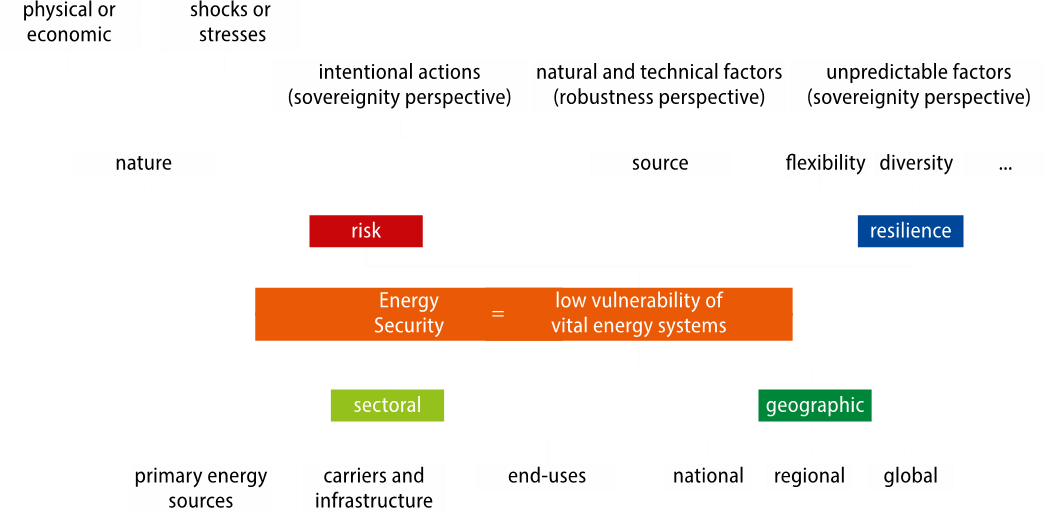 physical or
economic
shocks or
stresses
intentional actions
(sovereignity perspective)
natural and technical factors
(robustness perspective)
unpredictable factors
(sovereignity perspective)
nature
source
flexibility
diversity
...
risk
resilience
Energy
Security
=
low vulnerability of
vital energy systems
sectoral
geographic
primary energy
sources
carriers and
infrastructure
end-uses
national
regional
global